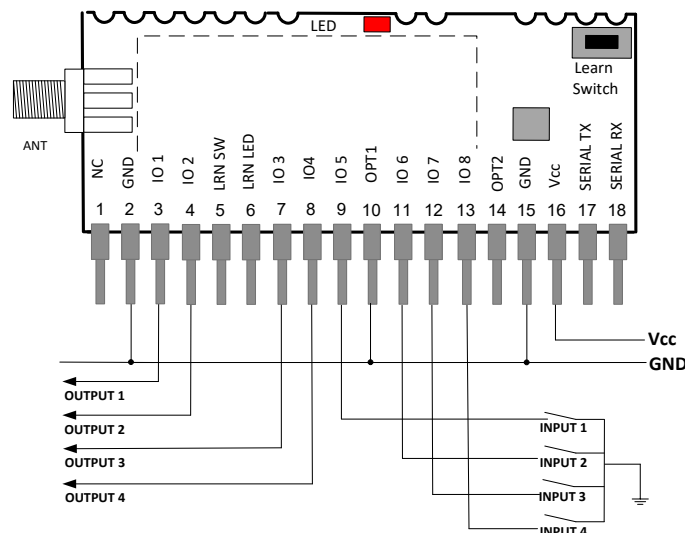 LED
Learn
Switch
ANT
NC
GND
IO 1
IO 2
LRN SW
LRN LED
IO 3
IO4
IO 5
OPT1
IO 6
IO 7
IO 8
OPT2
GND
Vcc
SERIAL TX
SERIAL RX
1 2 3 4 5 6 7 8 9 10 11 12 13 14 15 16 17 18
Vcc
GND
OUTPUT 1
OUTPUT 2
OUTPUT 3
OUTPUT 4
INPUT 1
INPUT 2
INPUT 3
INPUT 4